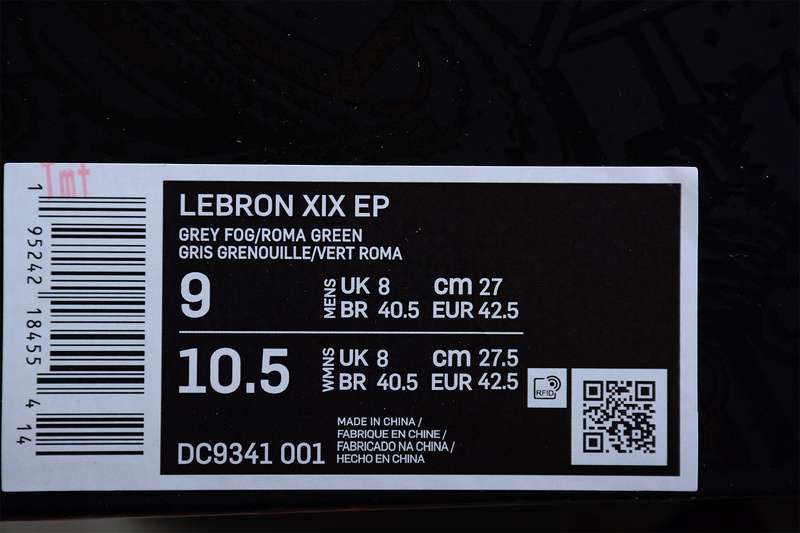 Tmt
1 95242 18455 4 14
LEBRON XIX EP
GREY FOG/ROMA GREEN
GRIS GRENOUILLE/VERT ROMA
9 MENS UK 8 cm 27
BR 40.5 EUR 42.5
10.5 WMNS UK 8 cm 27.5
BR 40.5 EUR 42.5
RFID
MADE IN CHINA /
FABRIQUE EN CHINE /
FABRICADO NA CHINA /
HECHO EN CHINA
DC9341 001